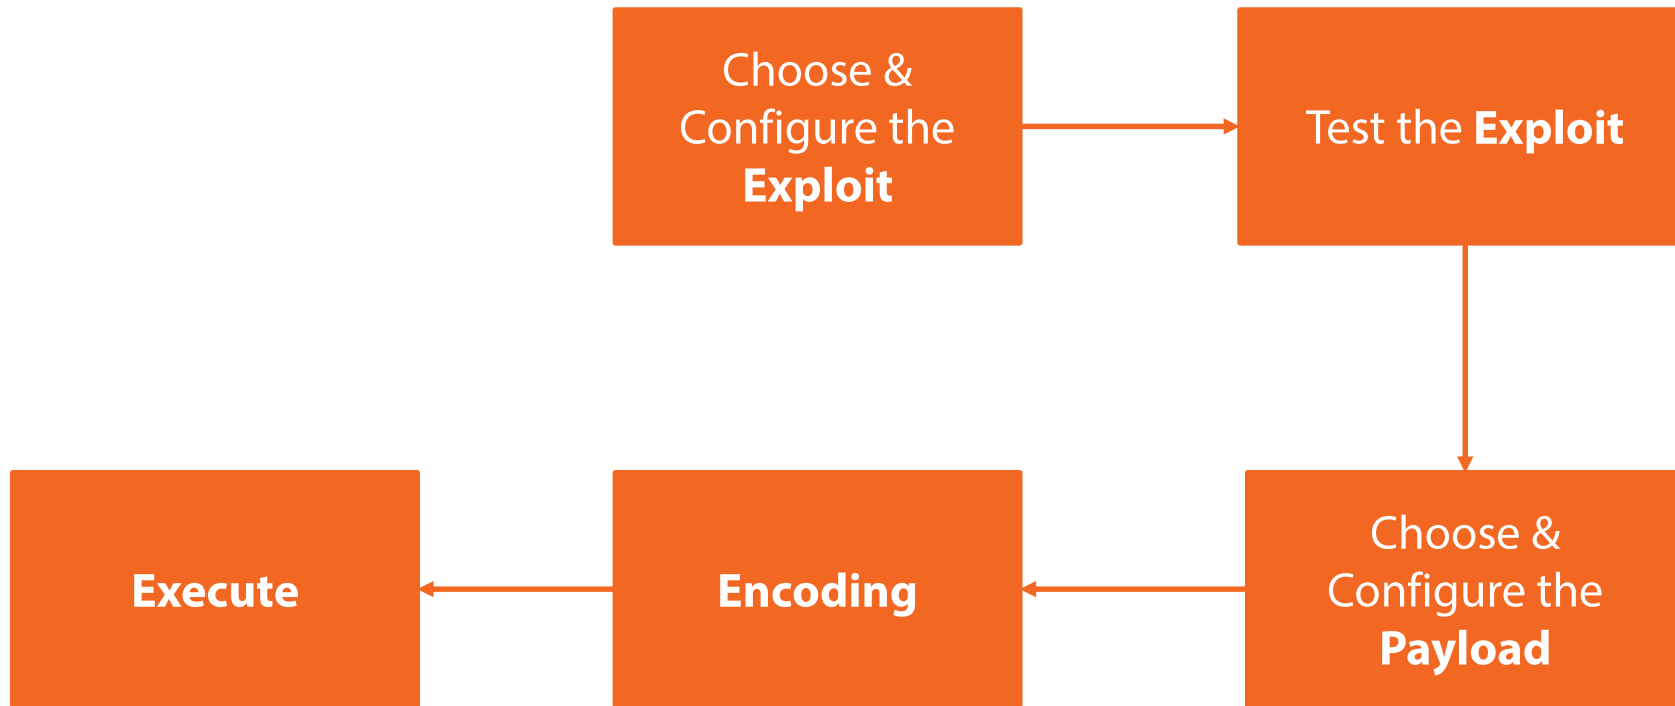 Choose &
Configure the
Exploit
Test the Exploit
Choose &
Configure the
Payload
Encoding
Execute